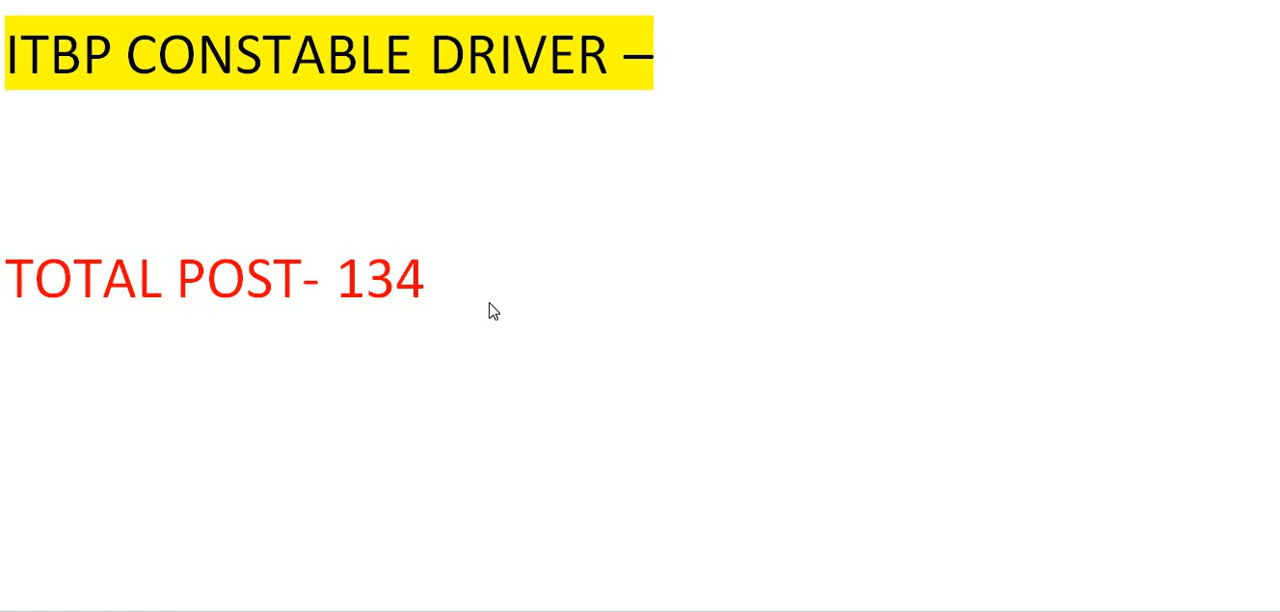 ITBP CONSTABLE DRIVER –
TOTAL POST- 134